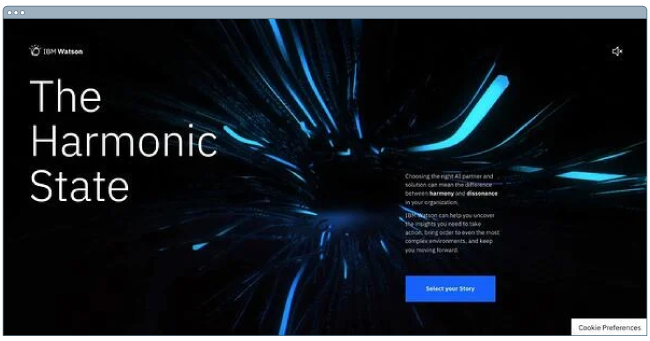 IBM Watson
The
Harmonic
State
Choosing the right AI partner and
solution can mean the difference
between harmony and dissonance
in your organization.
IBM Watson can help you uncover
the insights you need to take
action, bring order to even the most
complex environments, and keep
you moving forward.
Select your Story
Cookie Preferences